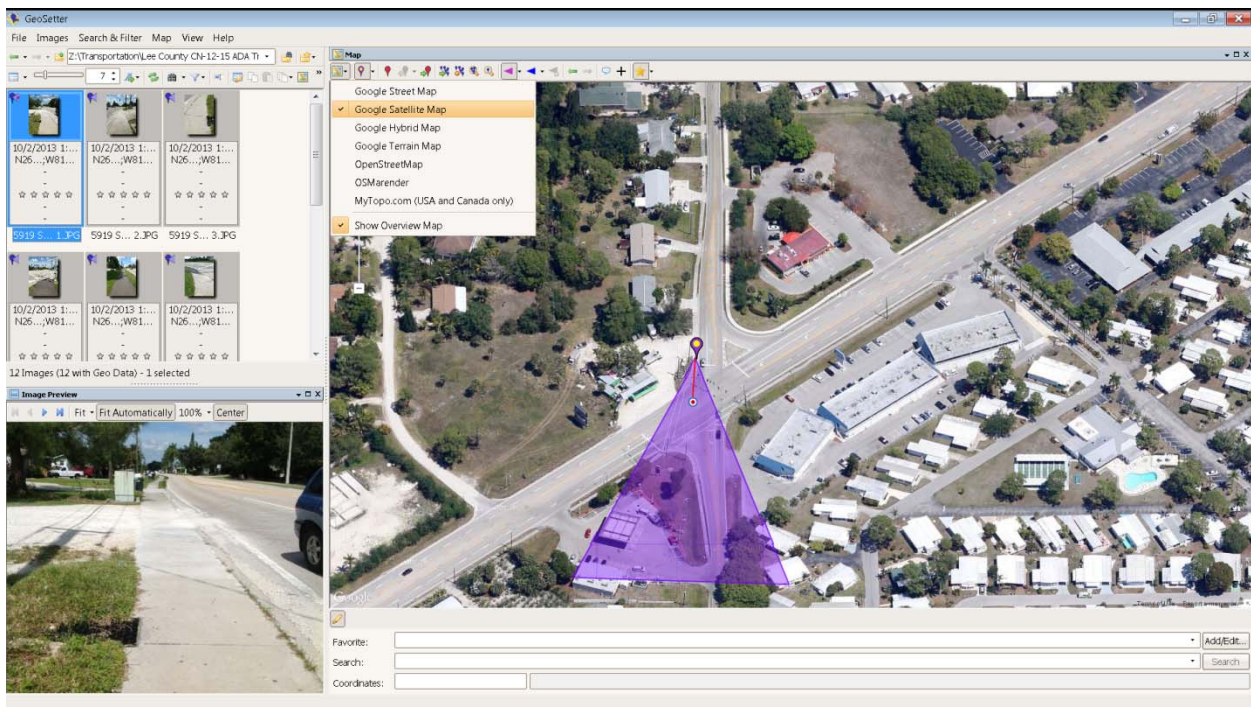 GeoSetter
File Images Search & Filter Map View Help
Z:\Transportation\Lee County CN-12-15 ADA Tr
7
10/2/2013 1:... 10/2/2013 1:... 10/2/2013 1:...
N26...;W81... N26...;W81... N26...;W81...
- - -
- - -
- - -
5919 S... 1.JPG 5919 S... 2.JPG 5919 S... 3.JPG
10/2/2013 1:... 10/2/2013 1:... 10/2/2013 1:...
N26...;W81... N26...;W81... N26...;W81...
- - -
- - -
12 Images (12 with Geo Data) - 1 selected
Image Preview
Fit Fit Automatically 100% Center
Map
Google Street Map
Google Satellite Map
Google Hybrid Map
Google Terrain Map
OpenStreetMap
OSMarender
MyTopo.com (USA and Canada only)
Show Overview Map
Google
Favorite: Add/Edit...
Search: Search
Coordinates: